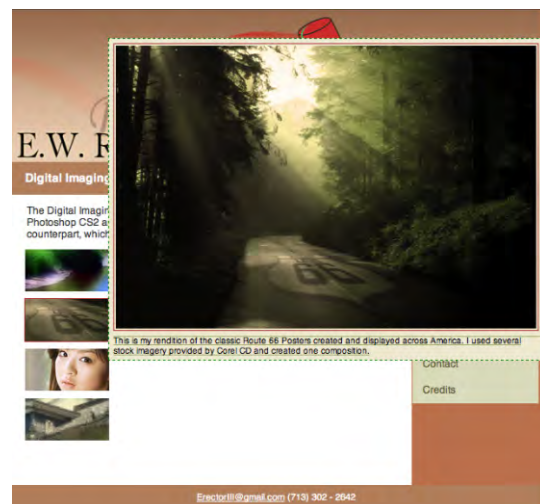 E.W. R
Digital Imaging
The Digital Imagin
Photoshop CS2 a
counterpart, which
66
66
This is my rendition of the classic Route 66 Posters created and displayed across America. I used several
stock imagery provided by Corel CD and created one composition.
Contact
Credits
ErectorIII@gmail.com (713) 302 - 2642